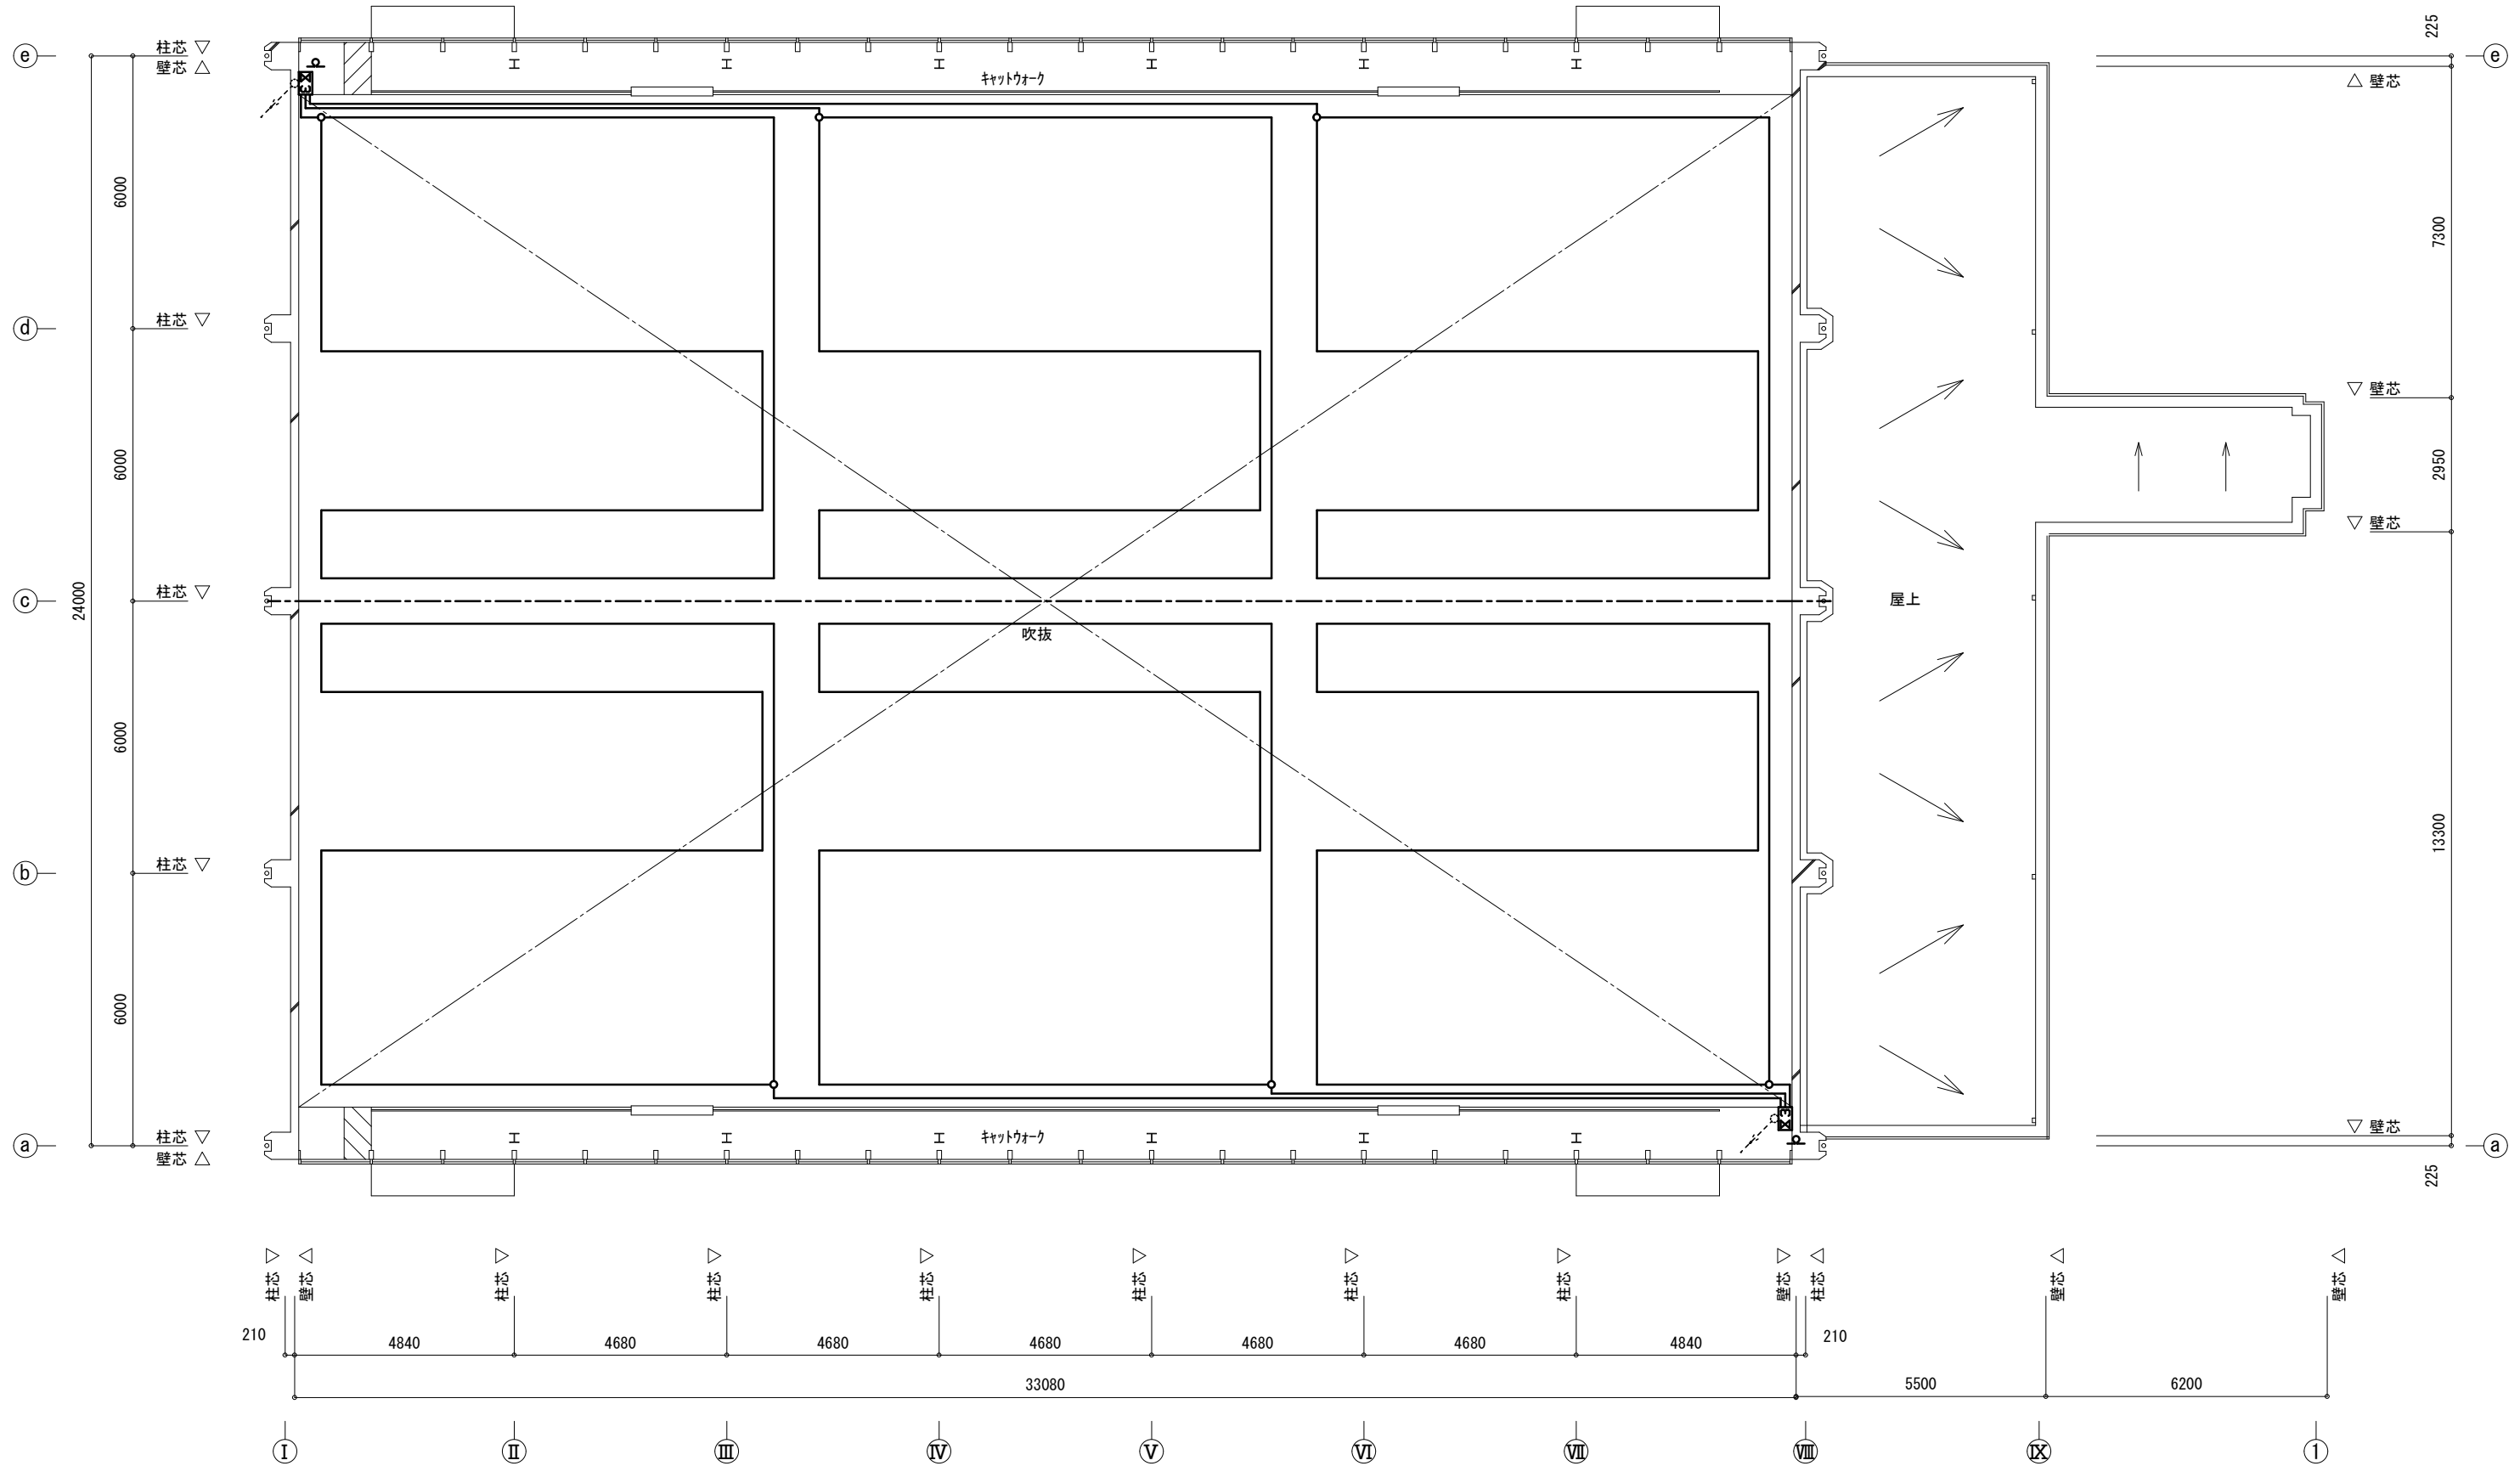 225
ⓔ
柱芯 ▽
壁芯 △
キャットウォーク
△ 壁芯
ⓔ
3
6000
7300
ⓓ
柱芯 ▽
▽ 壁芯
6000
2950
▽ 壁芯
24000
ⓒ
柱芯 ▽
屋上
吹抜
6000
13300
ⓑ
柱芯 ▽
6000
3
ⓐ
柱芯 ▽
壁芯 △
キャットウォーク
▽ 壁芯
ⓐ
225
柱芯 ▽
壁芯 △
柱芯 ▽
柱芯 ▽
柱芯 ▽
柱芯 ▽
柱芯 ▽
柱芯 ▽
壁芯 ▽
柱芯 △
壁芯 △
壁芯 △
210
4840
4680
4680
4680
4680
4680
4840
210
33080
5500
6200
Ⅰ
Ⅱ
Ⅲ
Ⅳ
Ⅴ
Ⅵ
Ⅶ
Ⅷ
Ⅸ
①